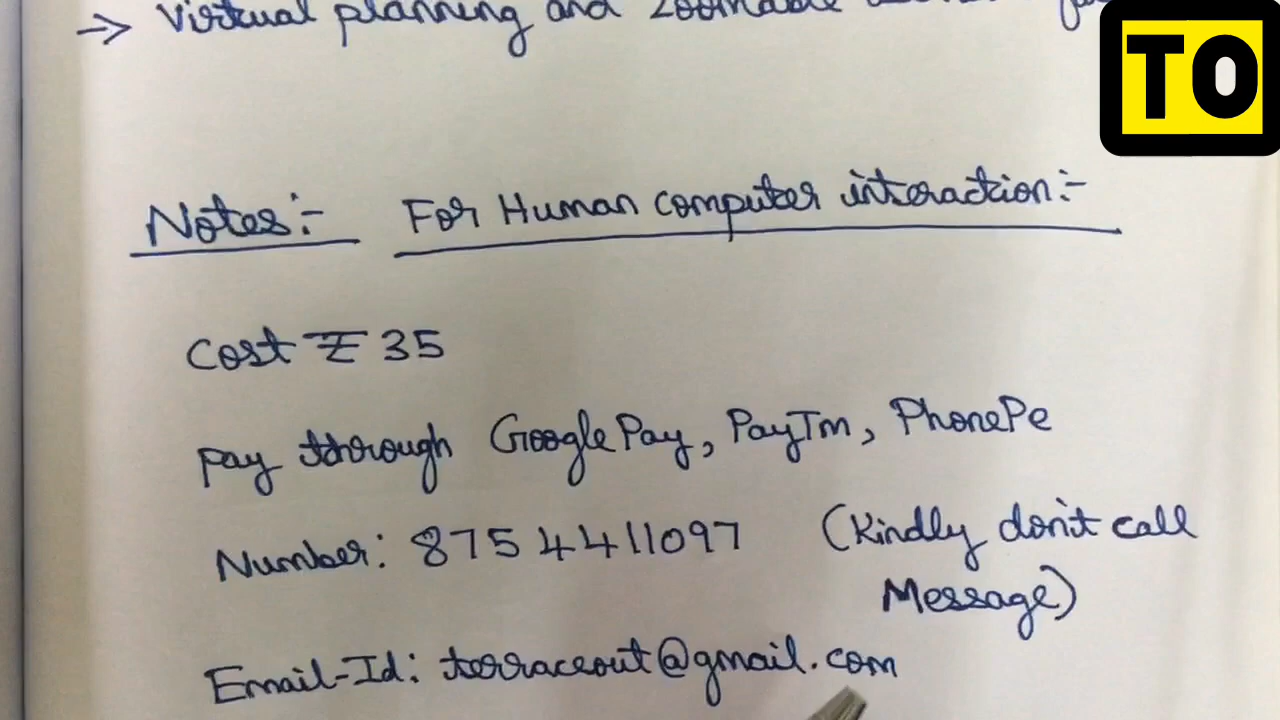 → Virtual planning and Zoomable
TO
Notes:- For Human computer interaction:-
Cost ₹ 35
pay through GooglePay, PayTm, PhonePe
Number: 8754411097 (Kindly don't call
Message)
Email-Id: terraceout@gmail.com